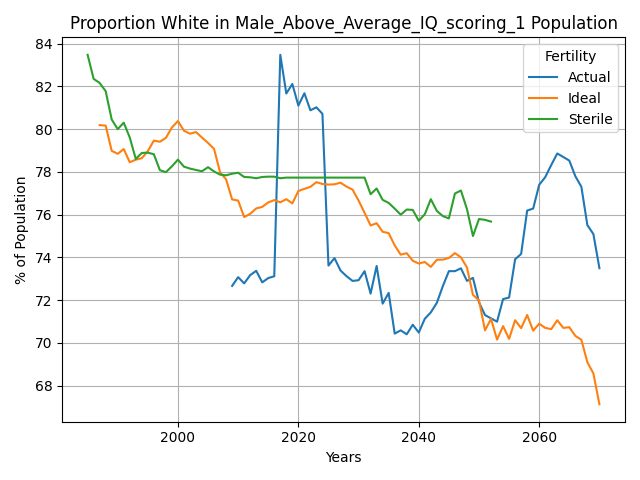 Proportion White in Male_Above_Average_IQ_scoring_1 Population
Fertility
Actual
Ideal
Sterile
% of Population
84
82
80
78
76
74
72
70
68
2000
2020
2040
2060
Years